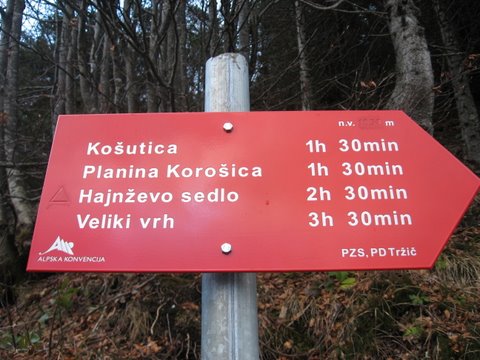 n.v. m
Košutica 1h 30min
Planina Korošica 1h 30min
Hajnževo sedlo 2h 30min
Veliki vrh 3h 30min
ALPSKA KONVENCIJA
PZS, PD Tržič